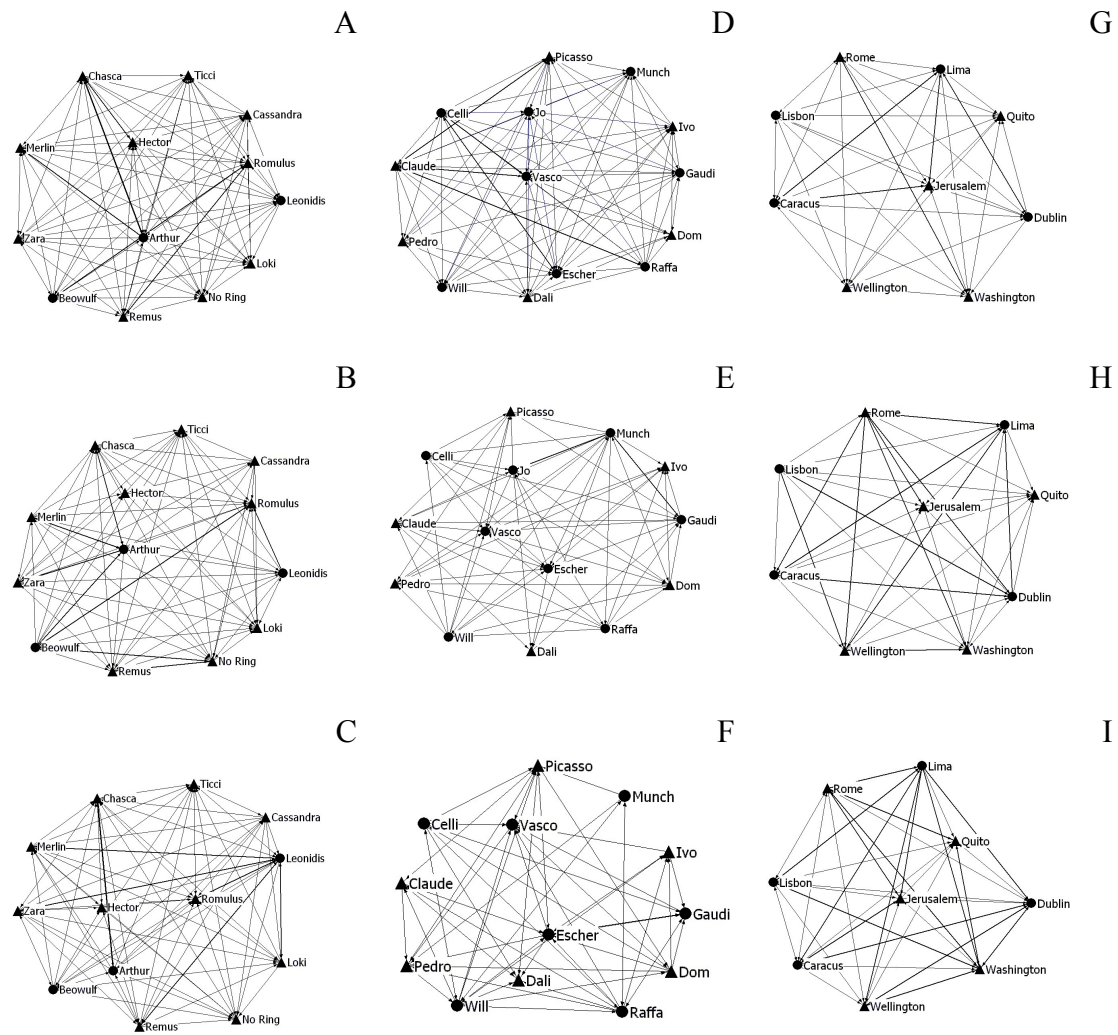 A
Chasca
Ticci
Cassandra
Hector
Merlin
Romulus
Leonidis
Zara
Arthur
Loki
Beowulf
No Ring
Remus
D
Picasso
Munch
Celli
Jo
Ivo
Claude
Vasco
Gaudi
Pedro
Dom
Escher
Raffa
Will
Dali
G
Rome
Lima
Lisbon
Quito
Jerusalem
Caracus
Dublin
Wellington
Washington
B
Ticci
Chasca
Cassandra
Hector
Romulus
Merlin
Arthur
Leonidis
Zara
Loki
Beowulf
No Ring
Remus
E
Picasso
Munch
Celli
Jo
Ivo
Claude
Vasco
Gaudi
Escher
Pedro
Dom
Raffa
Will
Dali
H
Rome
Lima
Lisbon
Quito
Jerusalem
Caracus
Dublin
Wellington
Washington
C
Ticci
Chasca
Cassandra
Merlin
Leonidis
Romulus
Zara
Hector
Loki
Arthur
Beowulf
No Ring
Remus
F
Picasso
Munch
Celli
Vasco
Ivo
Claude
Gaudi
Escher
Pedro
Dom
Dali
Will
Raffa
I
Lima
Rome
Quito
Lisbon
Jerusalem
Dublin
Caracus
Washington
Wellington